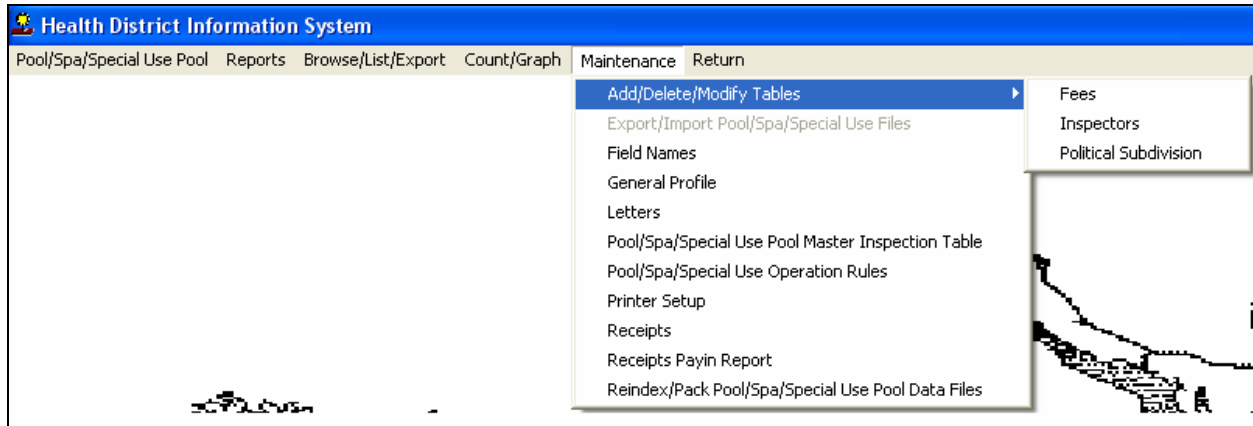 Health District Information System
Pool/Spa/Special Use Pool Reports Browse/List/Export Count/Graph Maintenance Return
Add/Delete/Modify Tables Fees
Export/Import Pool/Spa/Special Use Files Inspectors
Field Names Political Subdivision
General Profile
Letters
Pool/Spa/Special Use Pool Master Inspection Table
Pool/Spa/Special Use Operation Rules
Printer Setup
Receipts
Receipts Payin Report
Reindex/Pack Pool/Spa/Special Use Pool Data Files